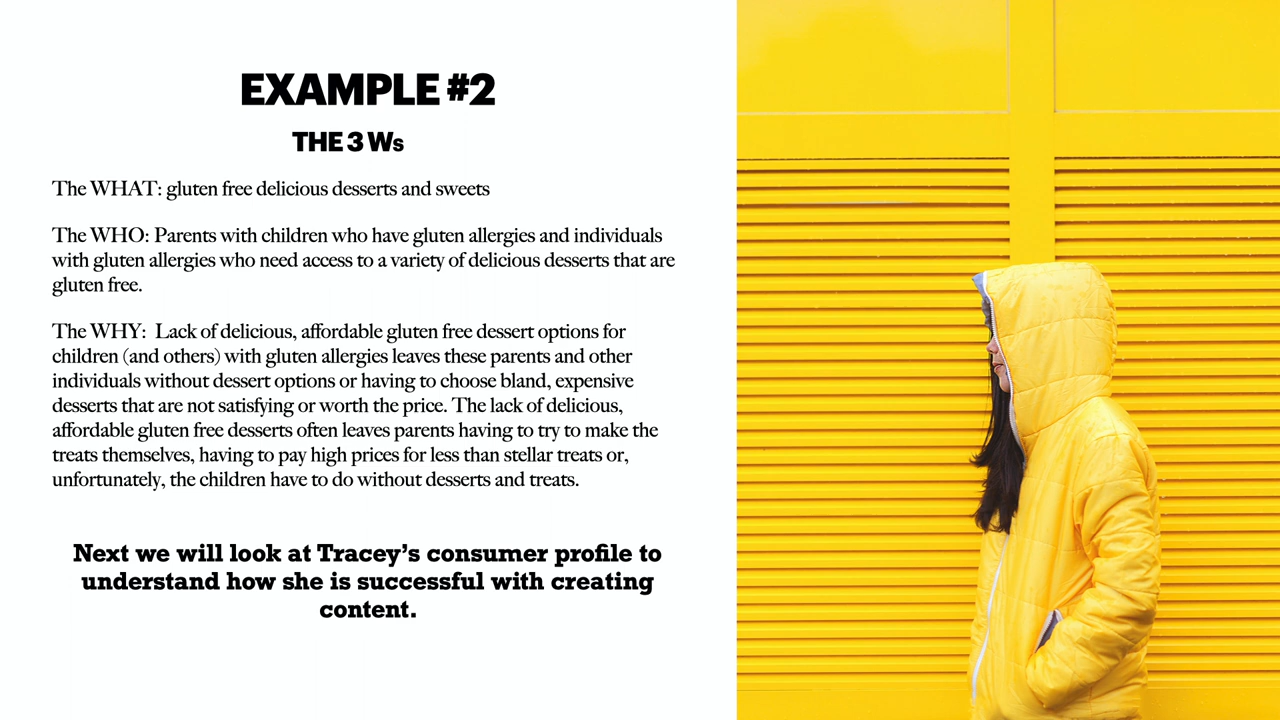 EXAMPLE #2
THE 3 Ws
The WHAT: gluten free delicious desserts and sweets
The WHO: Parents with children who have gluten allergies and individuals
with gluten allergies who need access to a variety of delicious desserts that are
gluten free.
The WHY:  Lack of delicious, affordable gluten free dessert options for
children (and others) with gluten allergies leaves these parents and other
individuals without dessert options or having to choose bland, expensive
desserts that are not satisfying or worth the price. The lack of delicious,
affordable gluten free desserts often leaves parents having to try to make the
treats themselves, having to pay high prices for less than stellar treats or,
unfortunately, the children have to do without desserts and treats.
Next we will look at Tracey’s consumer profile to
understand how she is successful with creating
content.